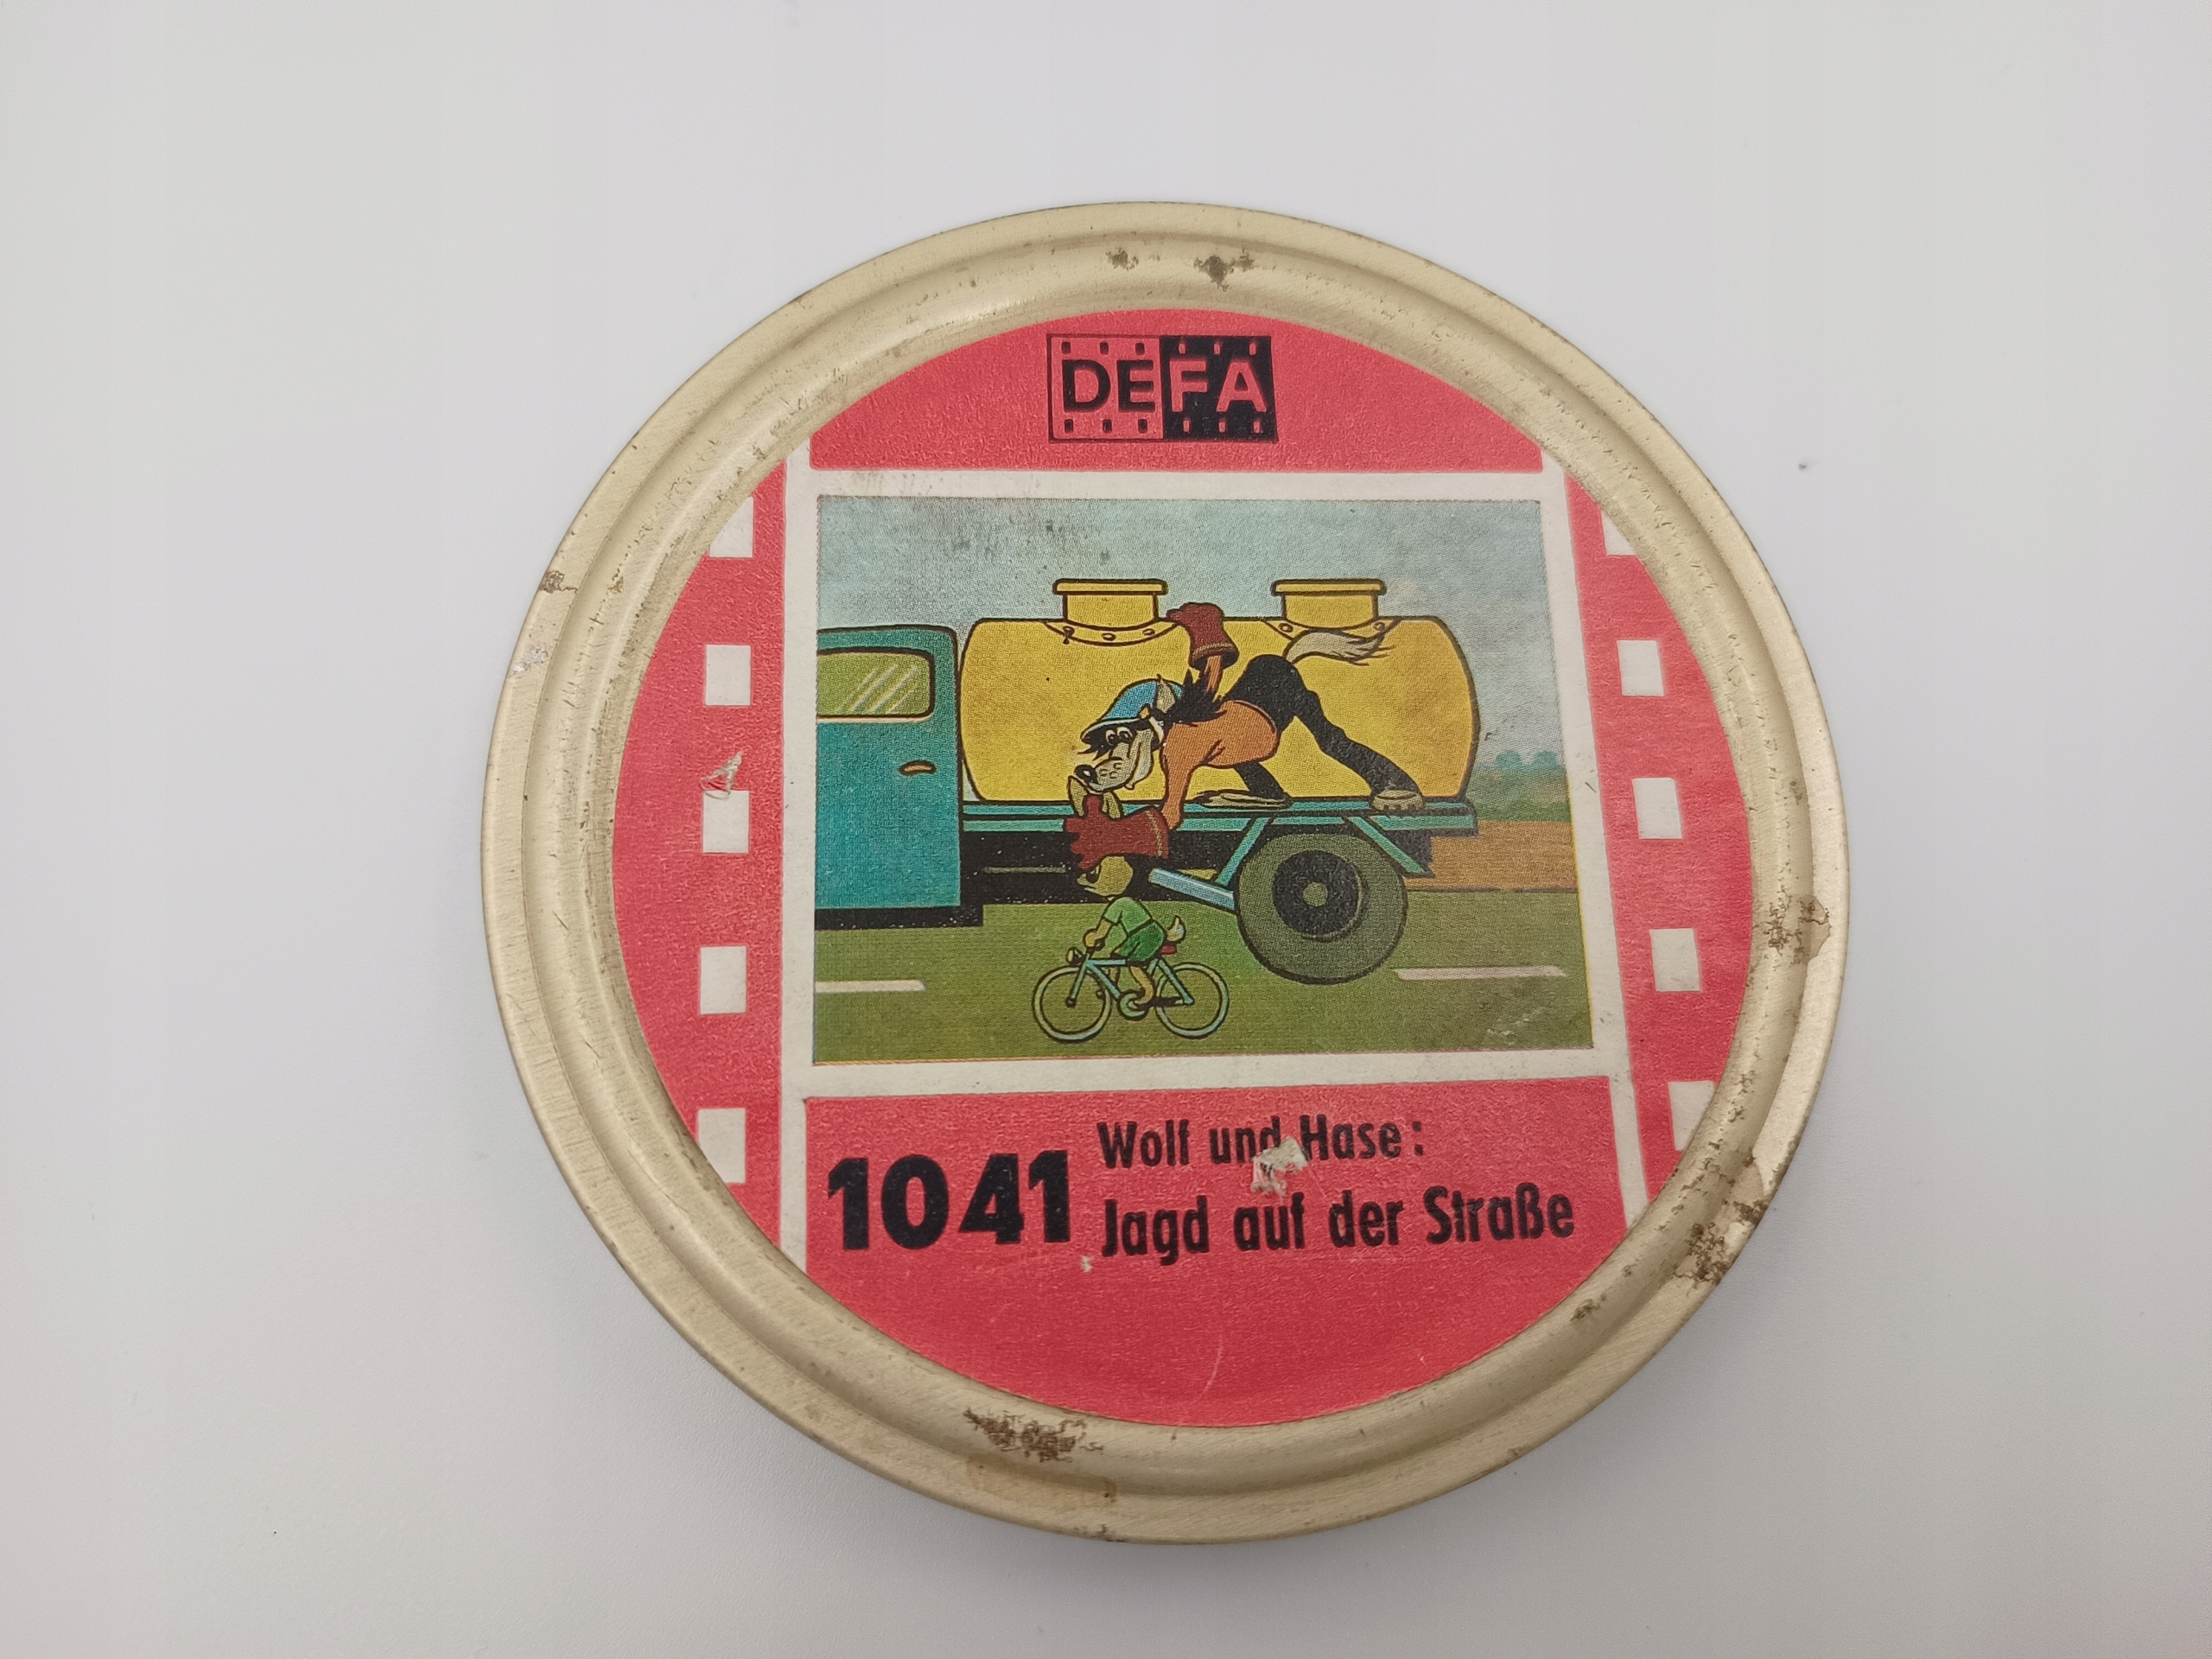 DEFA
1041
Wolf und Hase:
Jagd auf der Straße